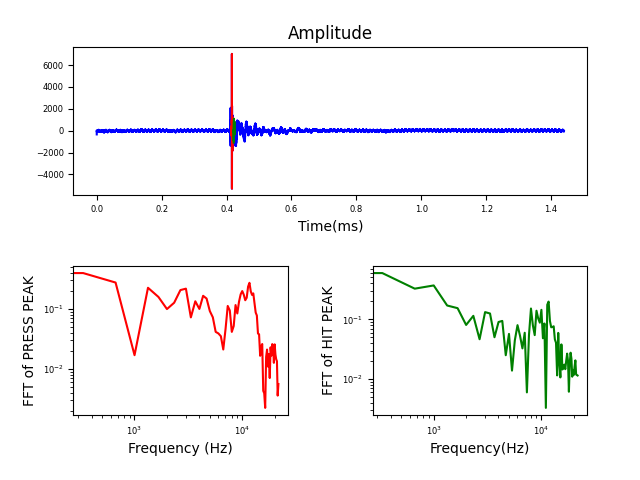 Amplitude
6000
4000
2000
0
−2000
−4000
0.0 0.2 0.4 0.6 0.8 1.0 1.2 1.4
Time(ms)
FFT of PRESS PEAK
10⁻¹
10⁻²
10³ 10⁴
Frequency (Hz)
FFT of HIT PEAK
10⁻¹
10⁻²
10³ 10⁴
Frequency(Hz)